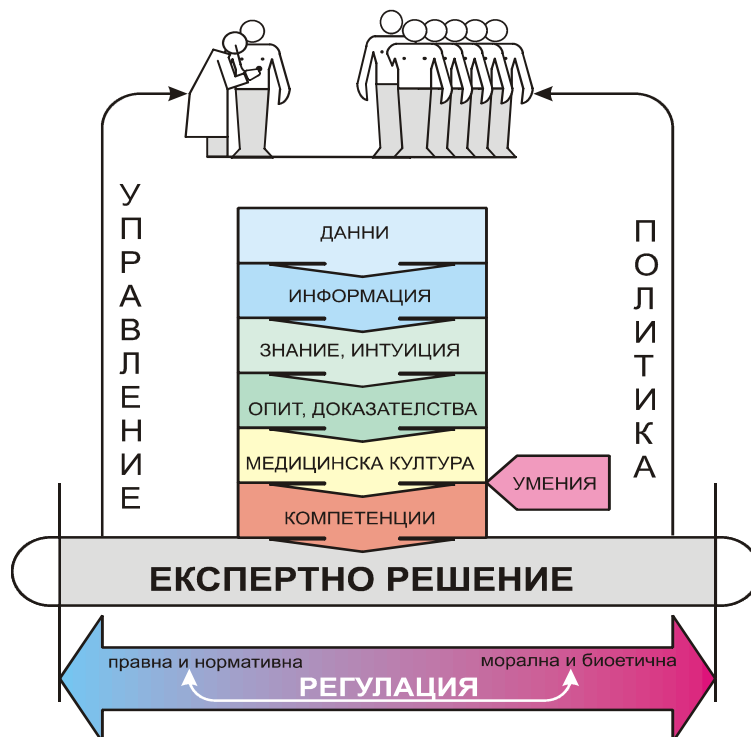 УПРАВЛЕНИЕ
ПОЛИТИКА
ДАННИ
ИНФОРМАЦИЯ
ЗНАНИЕ, ИНТУИЦИЯ
ОПИТ, ДОКАЗАТЕЛСТВА
МЕДИЦИНСКА КУЛТУРА
УМЕНИЯ
КОМПЕТЕНЦИИ
ЕКСПЕРТНО РЕШЕНИЕ
правна и нормативна
морална и биоетична
РЕГУЛАЦИЯ